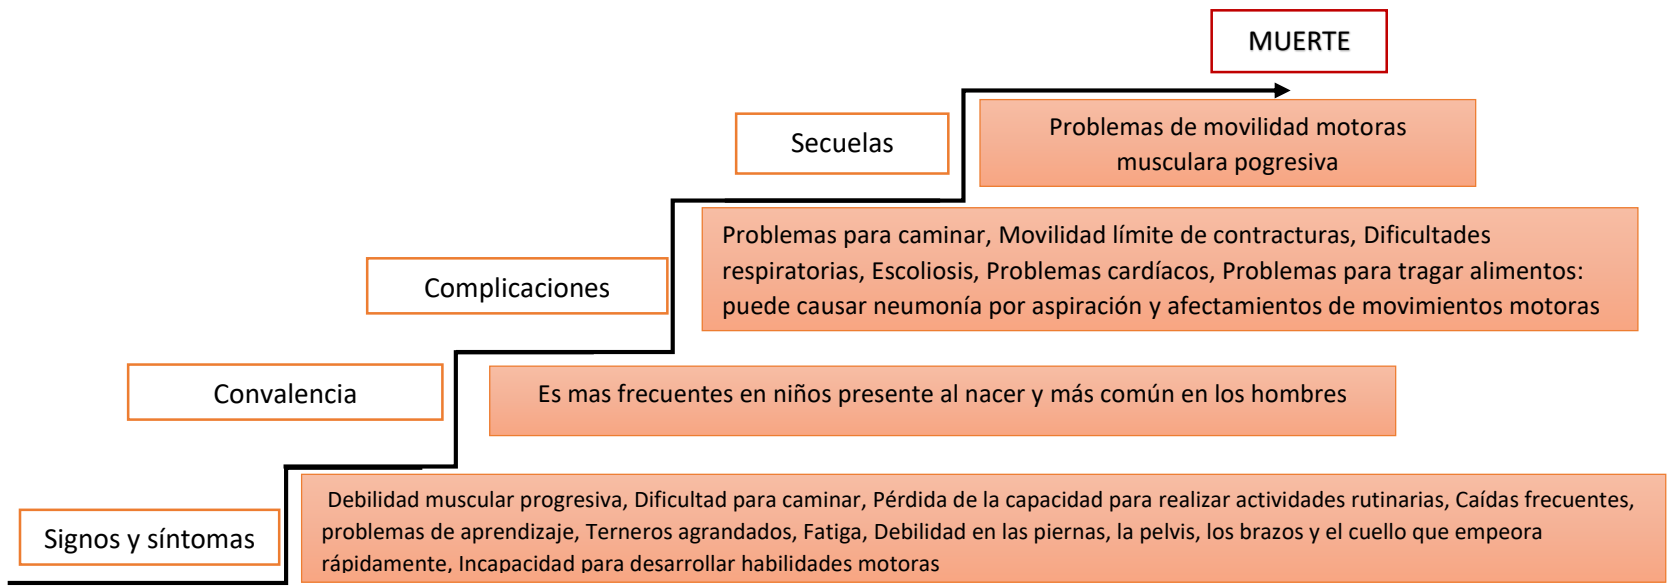 MUERTE
Secuelas
Problemas de movilidad motoras
musculara pogresiva
Complicaciones
Problemas para caminar, Movilidad límite de contracturas, Dificultades
respiratorias, Escoliosis, Problemas cardíacos, Problemas para tragar alimentos:
puede causar neumonía por aspiración y afectamientos de movimientos motoras
Convalencia
Es mas frecuentes en niños presente al nacer y más común en los hombres
Signos y síntomas
Debilidad muscular progresiva, Dificultad para caminar, Pérdida de la capacidad para realizar actividades rutinarias, Caídas frecuentes,
problemas de aprendizaje, Terneros agrandados, Fatiga, Debilidad en las piernas, la pelvis, los brazos y el cuello que empeora
rápidamente, Incapacidad para desarrollar habilidades motoras